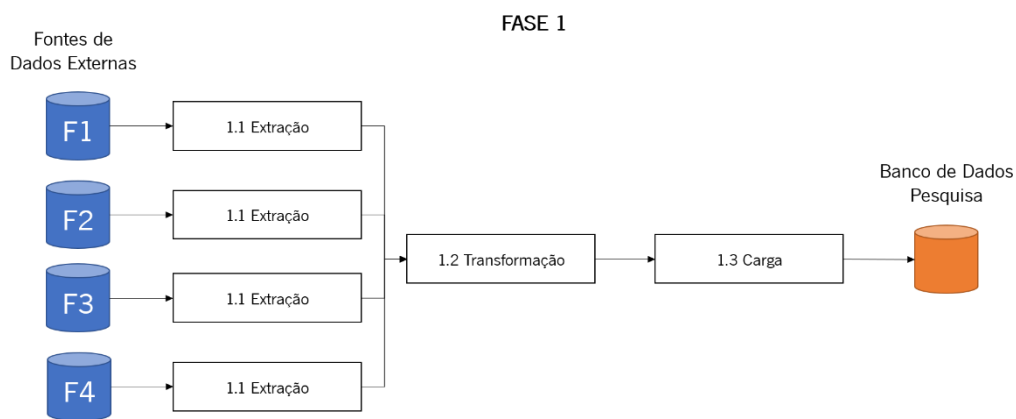 FASE 1
Fontes de
Dados Externas
F1
1.1 Extração
F2
1.1 Extração
F3
1.1 Extração
F4
1.1 Extração
1.2 Transformação
1.3 Carga
Banco de Dados
Pesquisa